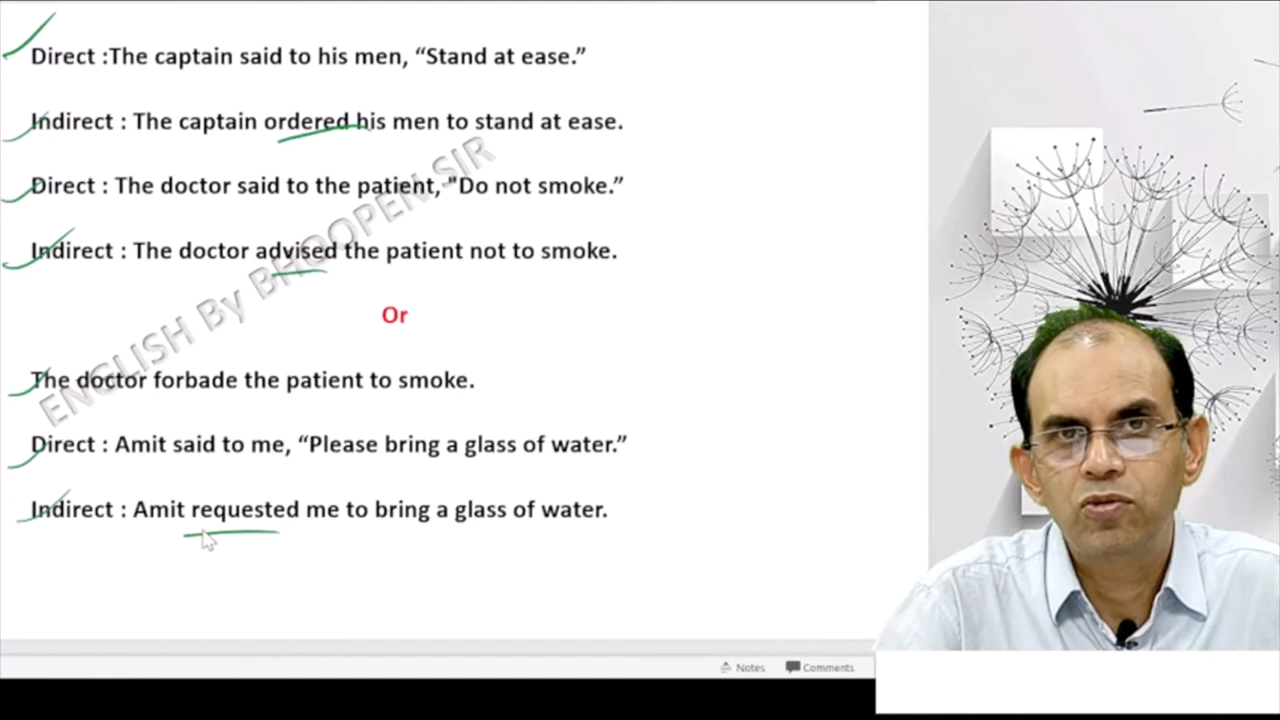 Direct :The captain said to his men, “Stand at ease.”
Indirect : The captain ordered his men to stand at ease.
Direct : The doctor said to the patient, "Do not smoke.”
Indirect : The doctor advised the patient not to smoke.
Or
The doctor forbade the patient to smoke.
Direct : Amit said to me, “Please bring a glass of water.”
Indirect : Amit requested me to bring a glass of water.
ENGLISH By BHOOPEN SIR
Notes Comments